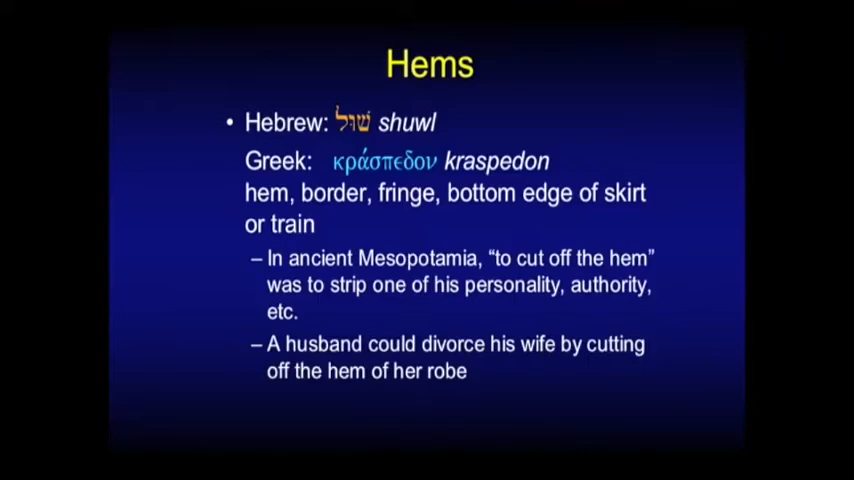 Hems
• Hebrew: שׁוּל shuwl
Greek: κράσπεδον kraspedon
hem, border, fringe, bottom edge of skirt
or train
– In ancient Mesopotamia, “to cut off the hem”
was to strip one of his personality, authority,
etc.
– A husband could divorce his wife by cutting
off the hem of her robe